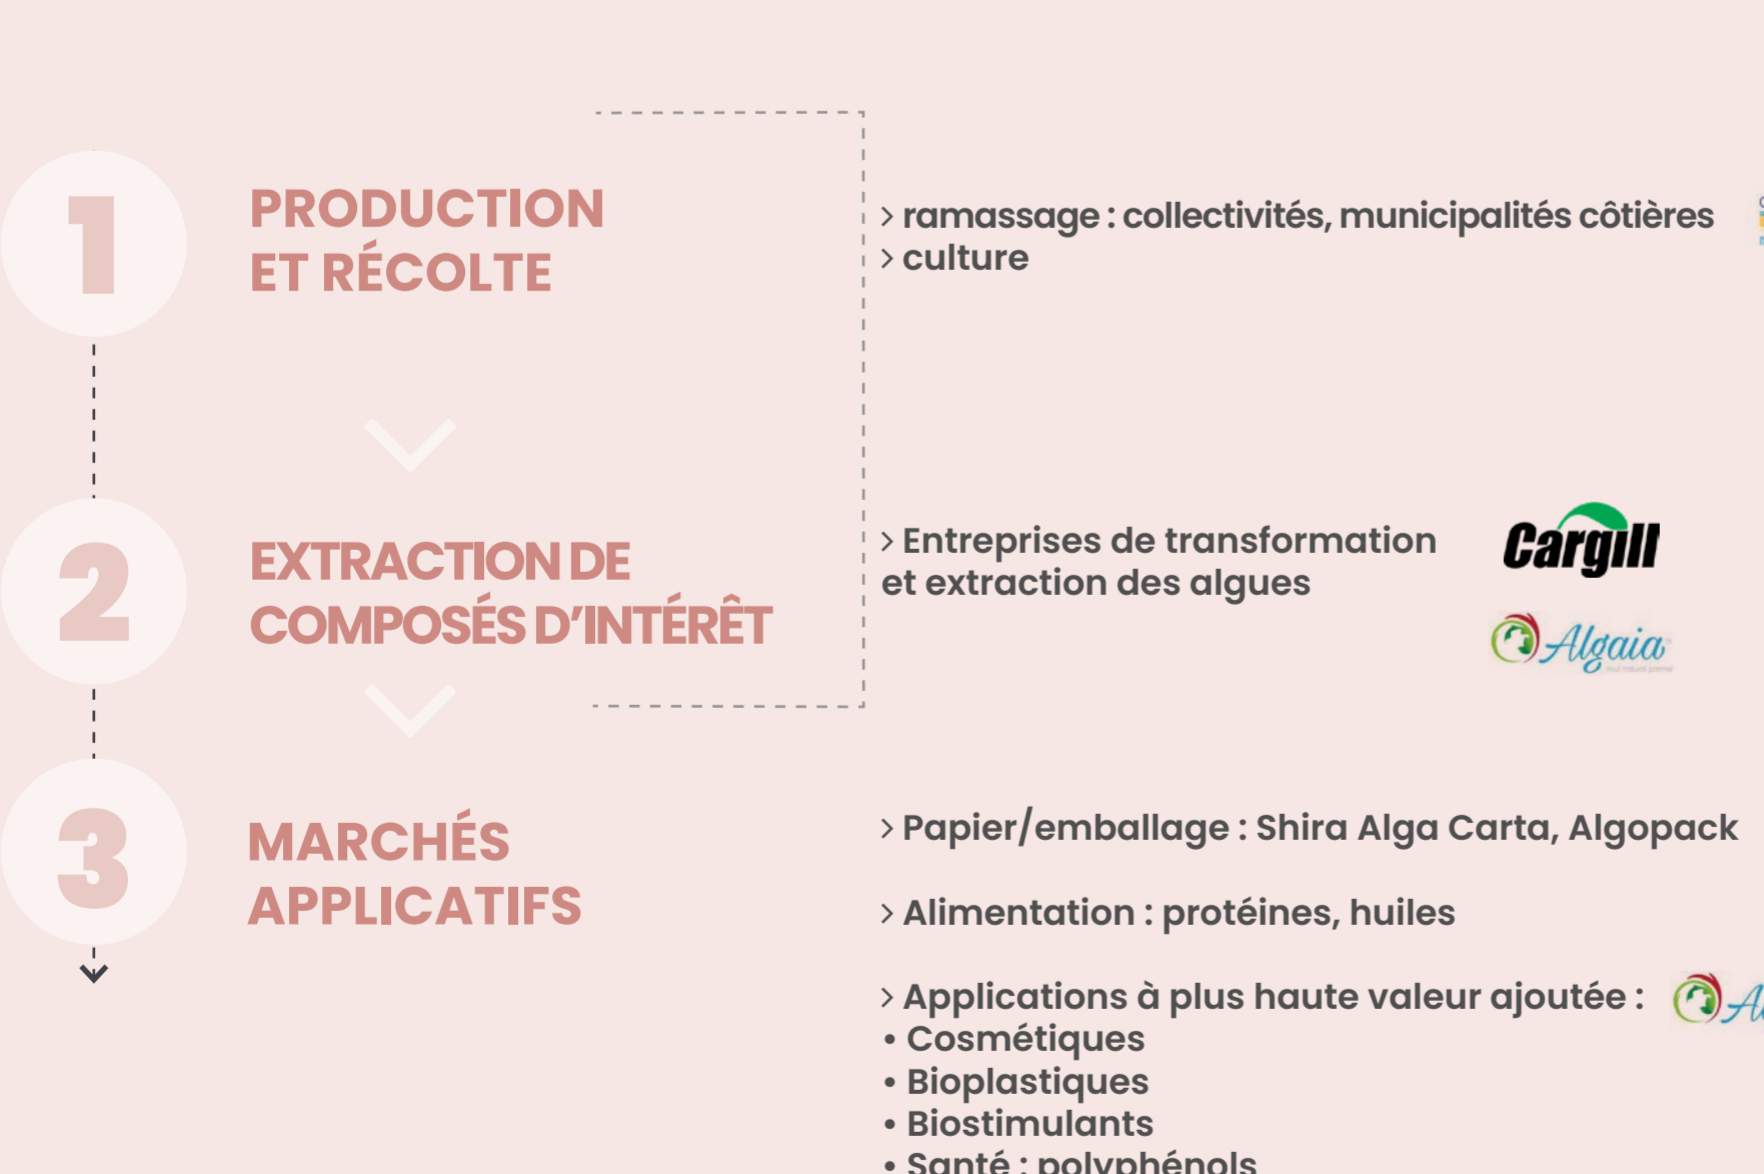 1
PRODUCTION
ET RÉCOLTE
> ramassage : collectivités, municipalités côtières
> culture
2
EXTRACTION DE
COMPOSÉS D’INTÉRÊT
> Entreprises de transformation
et extraction des algues
Cargill
Algaia
3
MARCHÉS
APPLICATIFS
> Papier/emballage : Shira Alga Carta, Algopack
> Alimentation : protéines, huiles
> Applications à plus haute valeur ajoutée :
• Cosmétiques
• Bioplastiques
• Biostimulants
• Santé : polyphénols